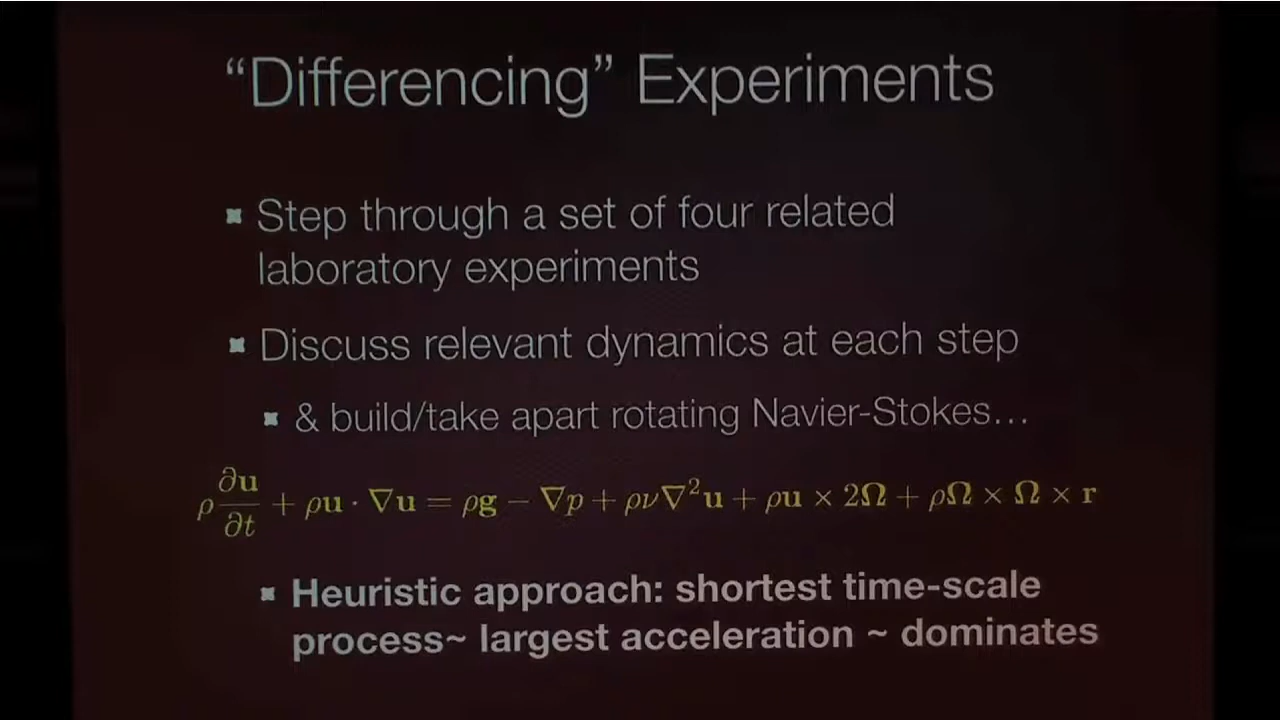 “Differencing” Experiments
Step through a set of four related
laboratory experiments
Discuss relevant dynamics at each step
& build/take apart rotating Navier-Stokes...
ρ ∂u/∂t + ρu · ∇u = ρg − ∇p + ρν∇²u + ρu × 2Ω + ρΩ × Ω × r
Heuristic approach: shortest time-scale
process~ largest acceleration ~ dominates